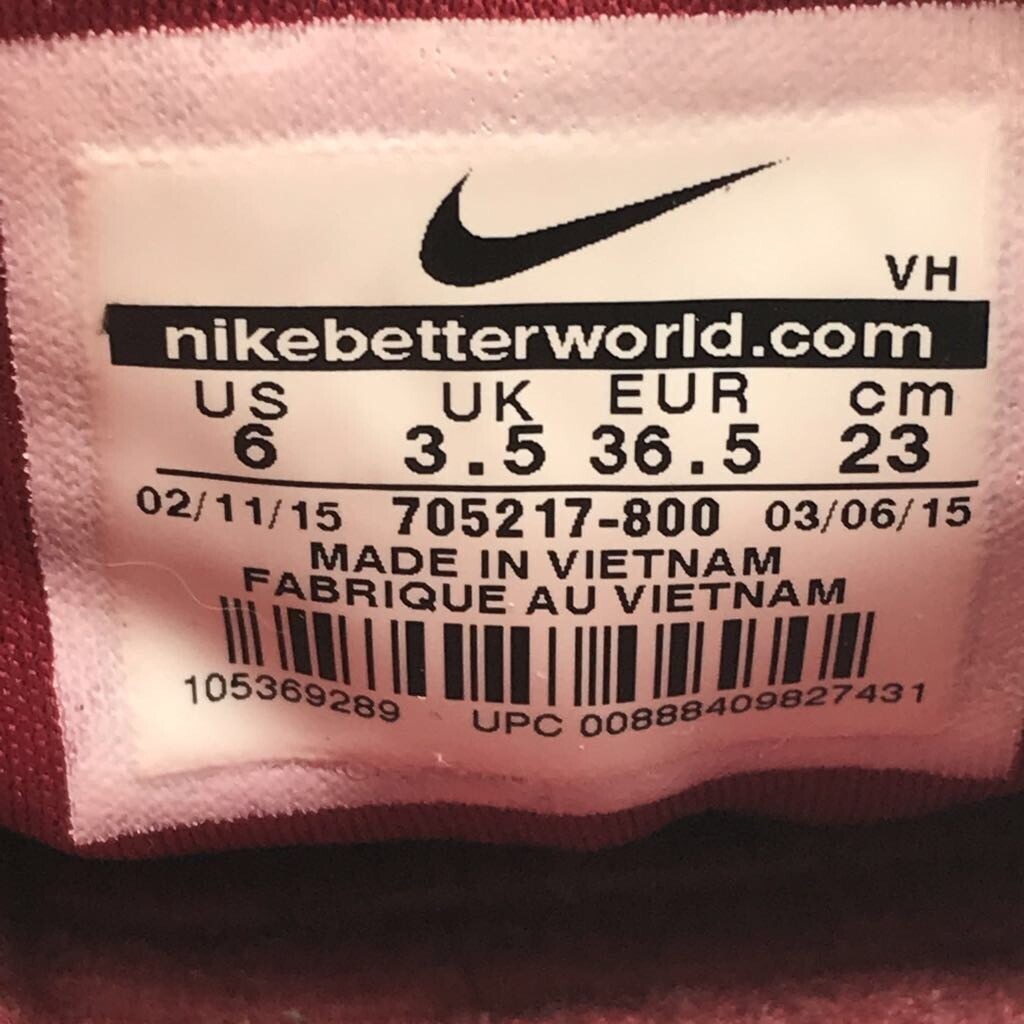 VH
nikebetterworld.com
US UK EUR cm
6 3.5 36.5 23
02/11/15 705217-800 03/06/15
MADE IN VIETNAM
FABRIQUE AU VIETNAM
105369289 UPC 00888409827431